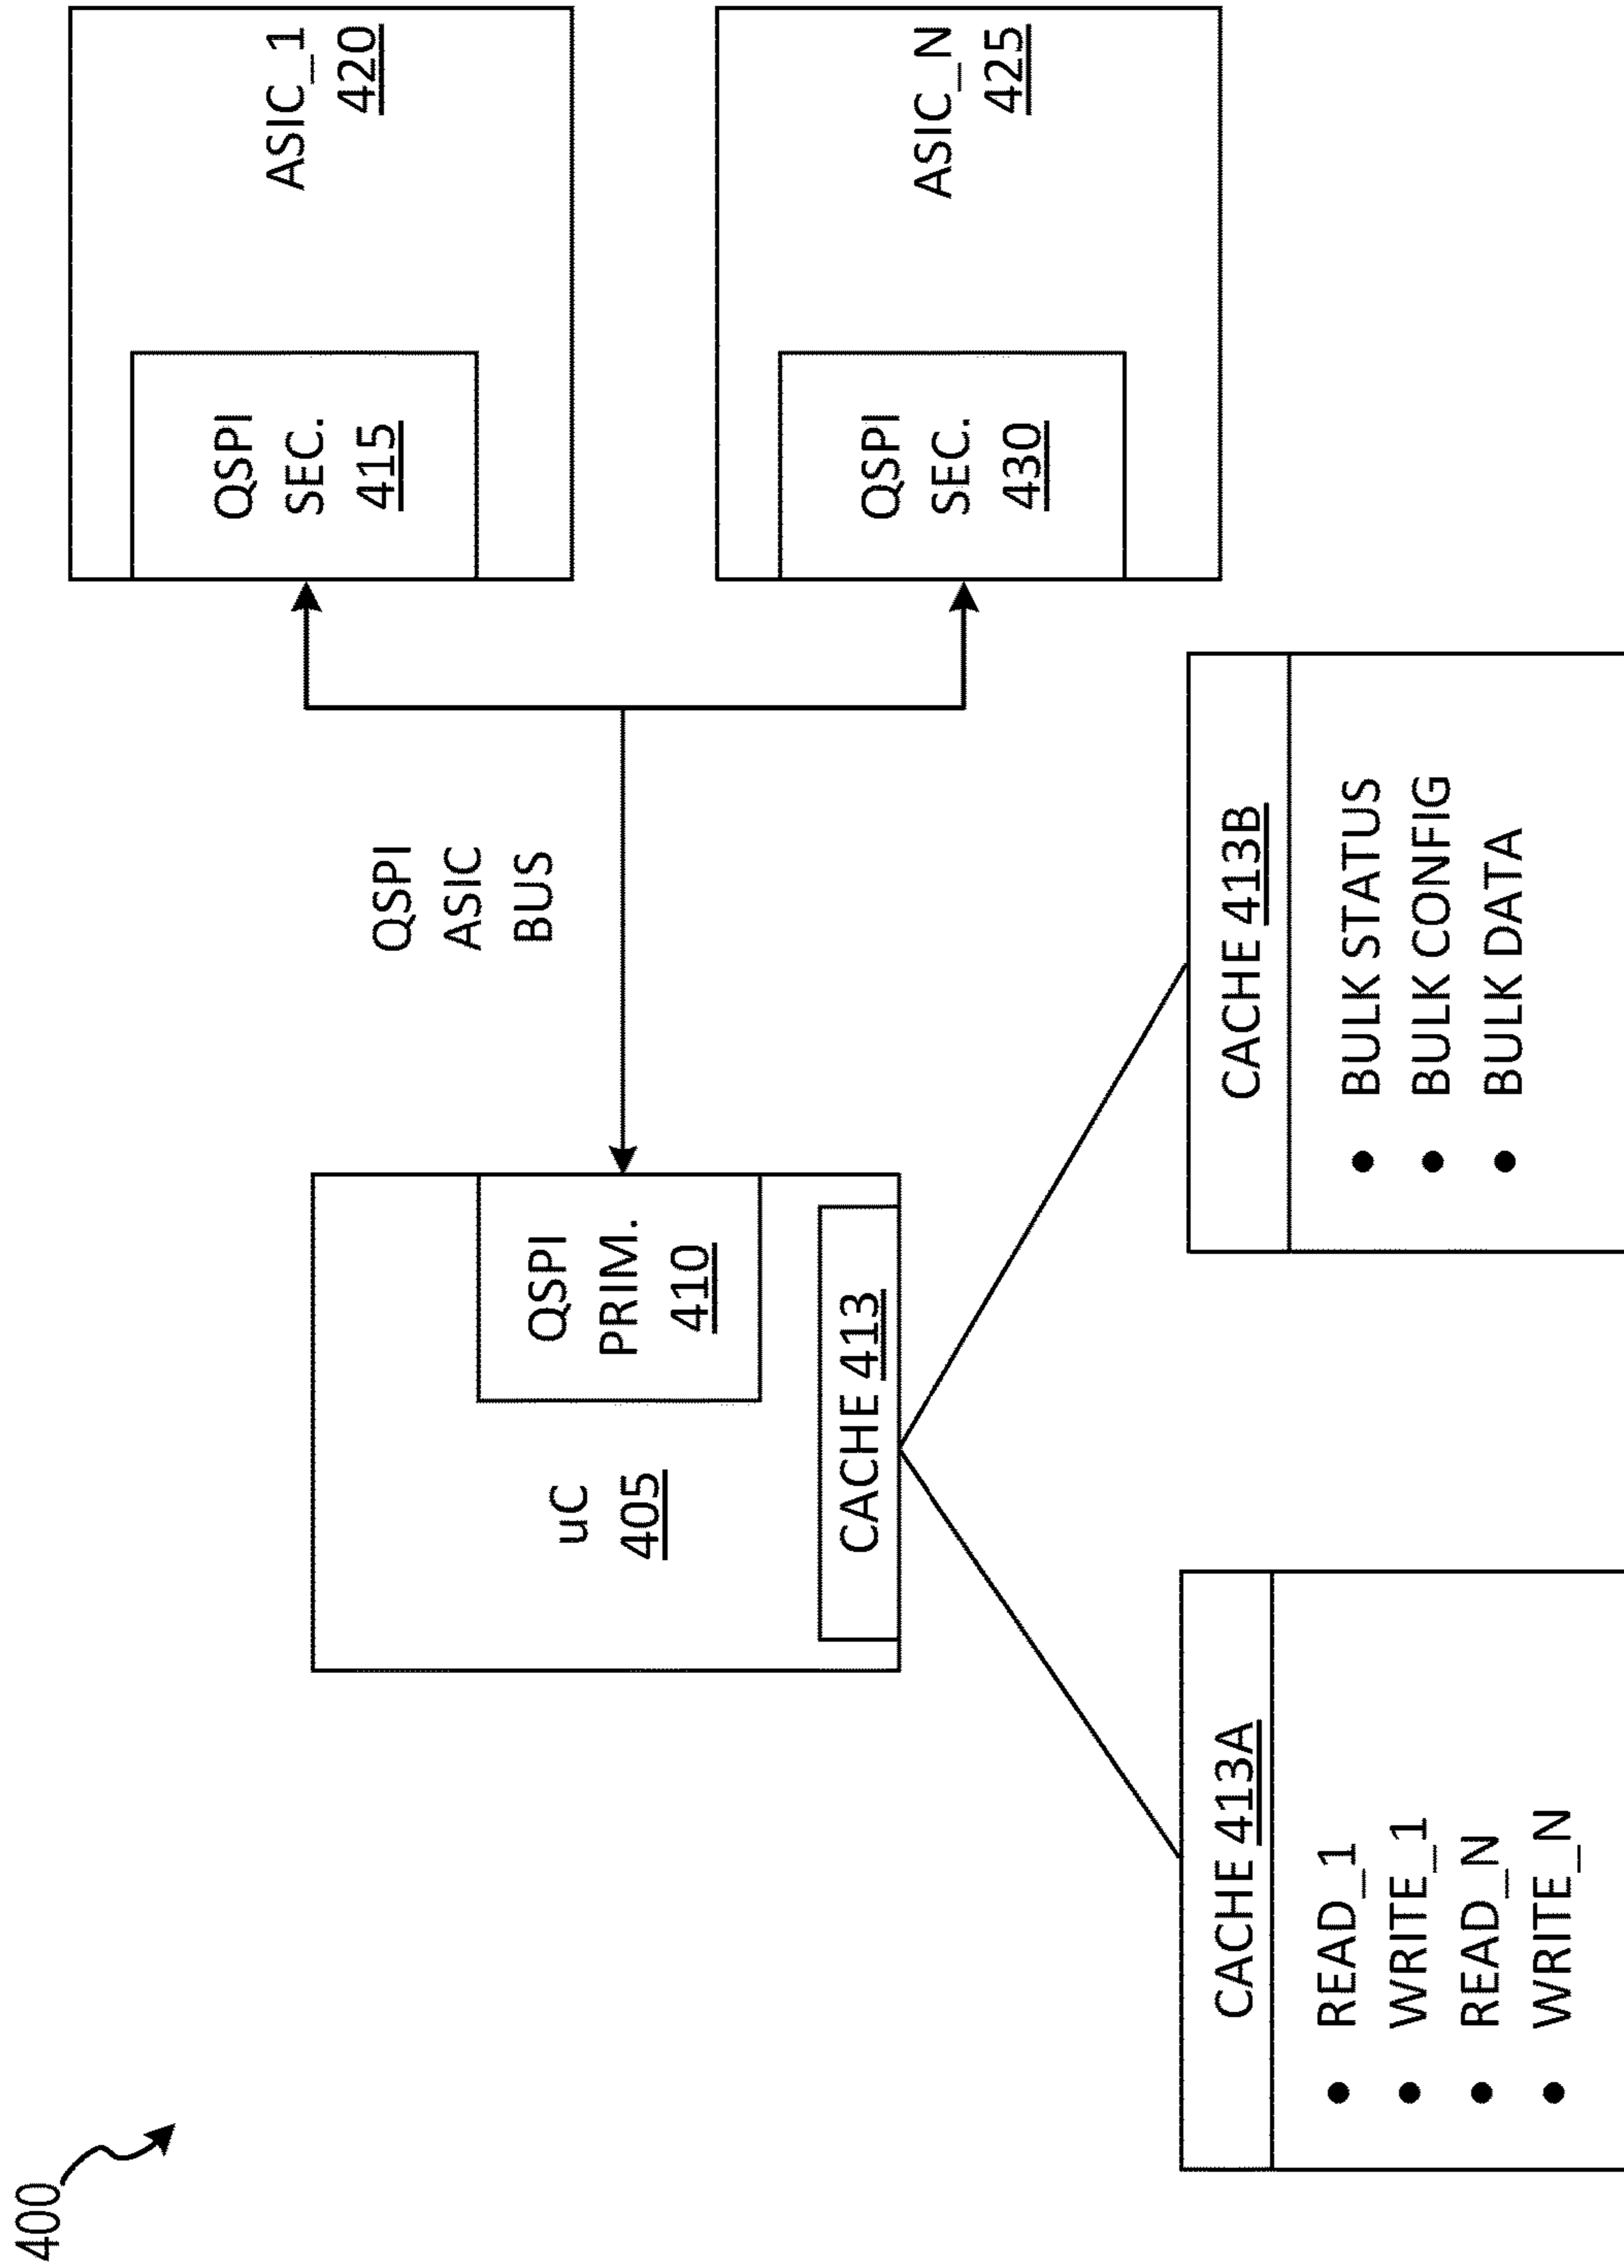 400
uC
405
QSPI
PRIM.
410
CACHE 413
QSPI
ASIC
BUS
QSPI
SEC.
415
ASIC_1
420
QSPI
SEC.
430
ASIC_N
425
CACHE 413A
• READ_1
• WRITE_1
• READ_N
• WRITE_N
CACHE 413B
• BULK STATUS
• BULK CONFIG
• BULK DATA